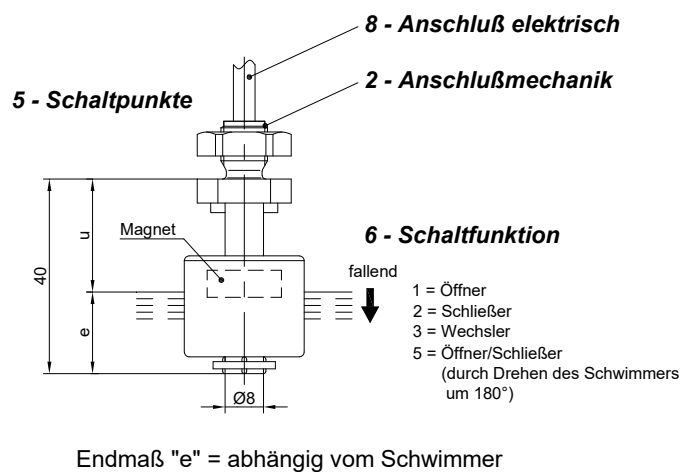 8 - Anschluß elektrisch
2 - Anschlußmechanik
5 - Schaltpunkte
Magnet
u
40
e
6 - Schaltfunktion
fallend
1 = Öffner
2 = Schließer
3 = Wechsler
5 = Öffner/Schließer
(durch Drehen des Schwimmers
um 180°)
Ø8
Endmaß "e" = abhängig vom Schwimmer